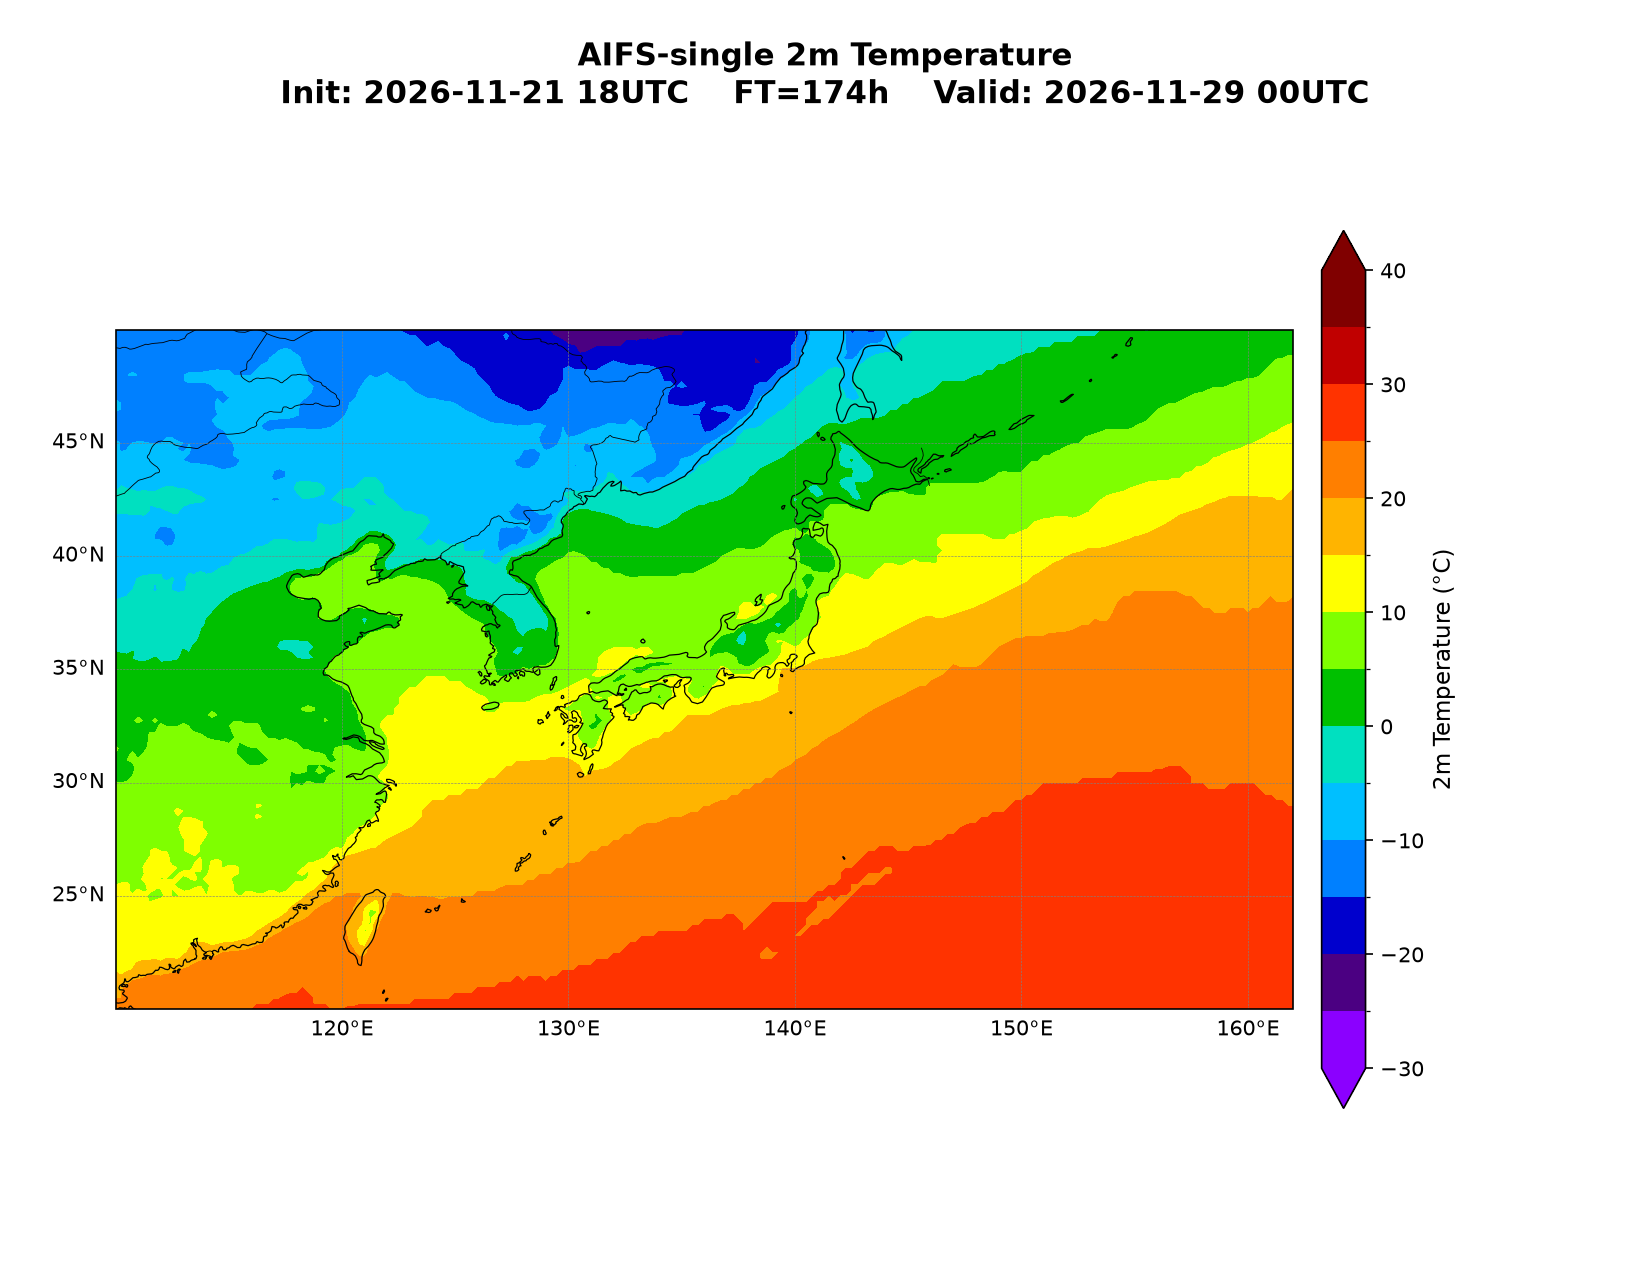 AIFS-single 2m Temperature
Init: 2026-11-21 18UTC    FT=174h    Valid: 2026-11-29 00UTC
45°N
40°N
35°N
30°N
25°N
120°E
130°E
140°E
150°E
160°E
40
30
20
10
0
−10
−20
−30
2m Temperature (°C)